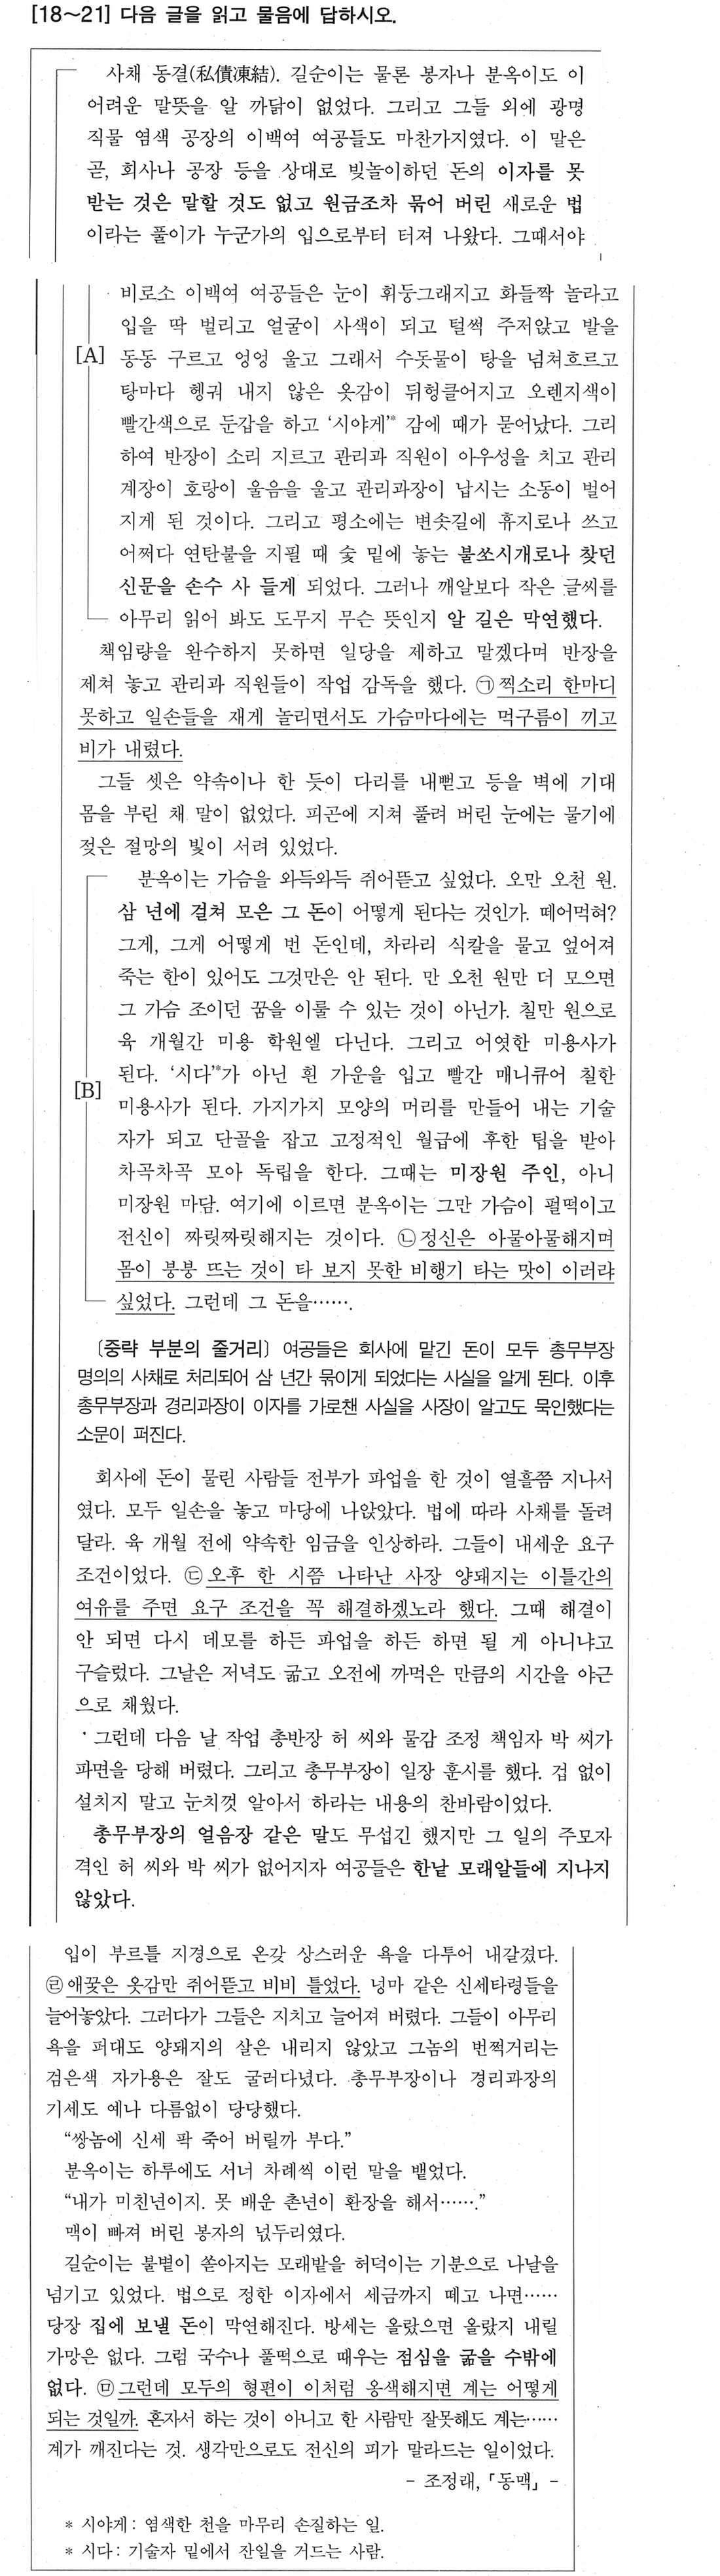 [18~21] 다음 글을 읽고 물음에 답하시오.
사채 동결(私債凍結). 길순이는 물론 봉자나 분옥이도 이
어려운 말뜻을 알 까닭이 없었다. 그리고 그들 외에 광명
직물 염색 공장의 이백여 여공들도 마찬가지였다. 이 말은
곧, 회사나 공장 등을 상대로 빚놀이하던 돈의 이자를 못
받는 것은 말할 것도 없고 원금조차 묶어 버린 새로운 법
이라는 풀이가 누군가의 입으로부터 터져 나왔다. 그때서야
비로소 이백여 여공들은 눈이 휘둥그래지고 화들짝 놀라고
입을 딱 벌리고 얼굴이 사색이 되고 털썩 주저앉고 발을
[A] 동동 구르고 엉엉 울고 그래서 수돗물이 탕을 넘쳐흐르고
탕마다 헹궈 내지 않은 옷감이 뒤헝클어지고 오렌지색이
빨간색으로 둔갑을 하고 ‘시야게’* 감에 때가 묻어났다. 그리
하여 반장이 소리 지르고 관리과 직원이 아우성을 치고 관리
계장이 호랑이 울음을 울고 관리과장이 납시는 소동이 벌어
지게 된 것이다. 그리고 평소에는 변솟길에 휴지로나 쓰고
어쩌다 연탄불을 지필 때 숯 밑에 놓는 불쏘시개로나 찾던
신문을 손수 사 들게 되었다. 그러나 깨알보다 작은 글씨를
아무리 읽어 봐도 도무지 무슨 뜻인지 알 길은 막연했다.
책임량을 완수하지 못하면 일당을 제하고 말겠다며 반장을
제쳐 놓고 관리과 직원들이 작업 감독을 했다. ㉠찍소리 한마디
못하고 일손들을 재게 놀리면서도 가슴마다에는 먹구름이 끼고
비가 내렸다.
그들 셋은 약속이나 한 듯이 다리를 내뻗고 등을 벽에 기대
몸을 부린 채 말이 없었다. 피곤에 지쳐 풀려 버린 눈에는 물기에
젖은 절망의 빛이 서려 있었다.
분옥이는 가슴을 와득와득 쥐어뜯고 싶었다. 오만 오천 원.
삼 년에 걸쳐 모은 그 돈이 어떻게 된다는 것인가. 떼어먹혀?
그게, 그게 어떻게 번 돈인데, 차라리 식칼을 물고 엎어져
죽는 한이 있어도 그것만은 안 된다. 만 오천 원만 더 모으면
그 가슴 조이던 꿈을 이룰 수 있는 것이 아닌가. 칠만 원으로
육 개월간 미용 학원엘 다닌다. 그리고 어엿한 미용사가
[B] 된다. ‘시다’*가 아닌 흰 가운을 입고 빨간 매니큐어 칠한
미용사가 된다. 가지가지 모양의 머리를 만들어 내는 기술
자가 되고 단골을 잡고 고정적인 월급에 후한 팁을 받아
차곡차곡 모아 독립을 한다. 그때는 미장원 주인, 아니
미장원 마담. 여기에 이르면 분옥이는 그만 가슴이 펄떡이고
전신이 짜릿짜릿해지는 것이다. ㉡정신은 아물아물해지며
몸이 붕붕 뜨는 것이 타 보지 못한 비행기 타는 맛이 이러랴
싶었다. 그런데 그 돈을…….
〔중략 부분의 줄거리〕 여공들은 회사에 맡긴 돈이 모두 총무부장
명의의 사채로 처리되어 삼 년간 묶이게 되었다는 사실을 알게 된다. 이후
총무부장과 경리과장이 이자를 가로챈 사실을 사장이 알고도 묵인했다는
소문이 퍼진다.
회사에 돈이 물린 사람들 전부가 파업을 한 것이 열흘쯤 지나서
였다. 모두 일손을 놓고 마당에 나앉았다. 법에 따라 사채를 돌려
달라. 육 개월 전에 약속한 임금을 인상하라. 그들이 내세운 요구
조건이었다. ㉢오후 한 시쯤 나타난 사장 양돼지는 이틀간의
여유를 주면 요구 조건을 꼭 해결하겠노라 했다. 그때 해결이
안 되면 다시 데모를 하든 파업을 하든 하면 될 게 아니냐고
구슬렀다. 그날은 저녁도 굶고 오전에 까먹은 만큼의 시간을 야근
으로 채웠다.
그런데 다음 날 작업 총반장 허 씨와 물감 조정 책임자 박 씨가
파면을 당해 버렸다. 그리고 총무부장이 일장 훈시를 했다. 겁 없이
설치지 말고 눈치껏 알아서 하라는 내용의 찬바람이었다.
총무부장의 얼음장 같은 말도 무섭긴 했지만 그 일의 주모자
격인 허 씨와 박 씨가 없어지자 여공들은 한낱 모래알들에 지나지
않았다.
입이 부르틀 지경으로 온갖 상스러운 욕을 다투어 내갈겼다.
㉣애꿎은 옷감만 쥐어뜯고 비비 틀었다. 넝마 같은 신세타령들을
늘어놓았다. 그러다가 그들은 지치고 늘어져 버렸다. 그들이 아무리
욕을 퍼대도 양돼지의 살은 내리지 않았고 그놈의 번쩍거리는
검은색 자가용은 잘도 굴러다녔다. 총무부장이나 경리과장의
기세도 예나 다름없이 당당했다.
“쌍놈에 신세 팍 죽어 버릴까 부다.”
분옥이는 하루에도 서너 차례씩 이런 말을 뱉었다.
“내가 미친년이지. 못 배운 촌년이 환장을 해서…….”
맥이 빠져 버린 봉자의 넋두리였다.
길순이는 불볕이 쏟아지는 모래밭을 허덕이는 기분으로 나날을
넘기고 있었다. 법으로 정한 이자에서 세금까지 떼고 나면……
당장 집에 보낼 돈이 막연해진다. 방세는 올랐으면 올랐지 내릴
가망은 없다. 그럼 국수나 풀떡으로 때우는 점심을 굶을 수밖에
없다. ㉤그런데 모두의 형편이 이처럼 옹색해지면 계는 어떻게
되는 것일까. 혼자서 하는 것이 아니고 한 사람만 잘못해도 계는……
계가 깨진다는 것. 생각만으로도 전신의 피가 말라드는 일이었다.
- 조정래, 「동맥」 -
* 시야게: 염색한 천을 마무리 손질하는 일.
* 시다: 기술자 밑에서 잔일을 거드는 사람.